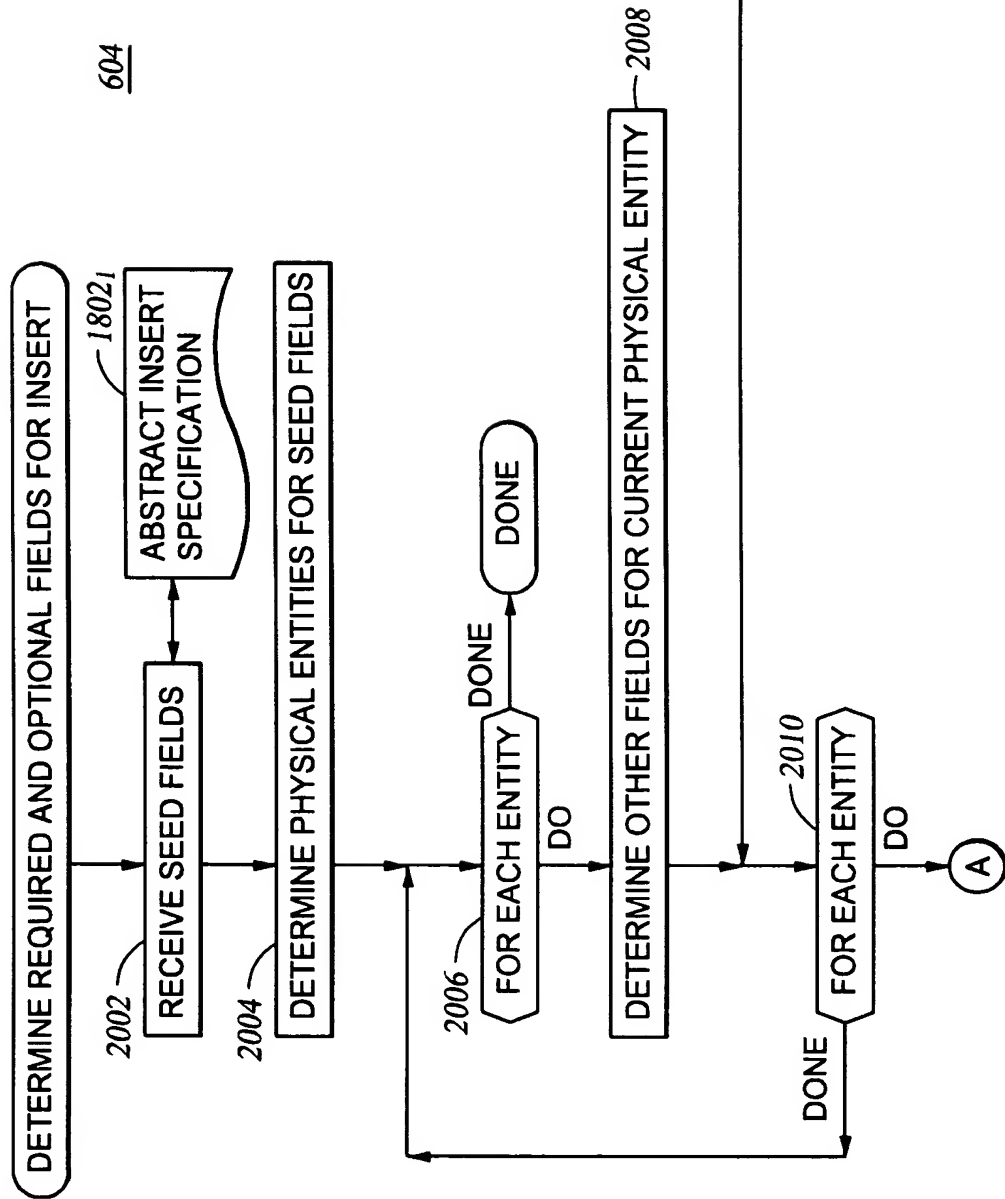 604
DETERMINE REQUIRED AND OPTIONAL FIELDS FOR INSERT
2002
RECEIVE SEED FIELDS
1802₁
ABSTRACT INSERT
SPECIFICATION
2004
DETERMINE PHYSICAL ENTITIES FOR SEED FIELDS
2006
FOR EACH ENTITY
DONE
DONE
DO
2008
DETERMINE OTHER FIELDS FOR CURRENT PHYSICAL ENTITY
2010
FOR EACH ENTITY
DONE
DO
A